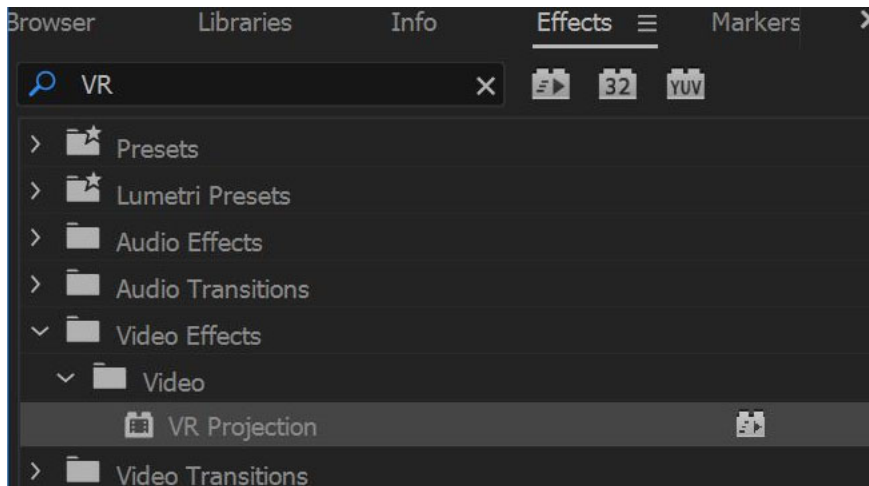 Browser Libraries Info Effects Markers
VR
32 YUV
Presets
Lumetri Presets
Audio Effects
Audio Transitions
Video Effects
Video
VR Projection
Video Transitions